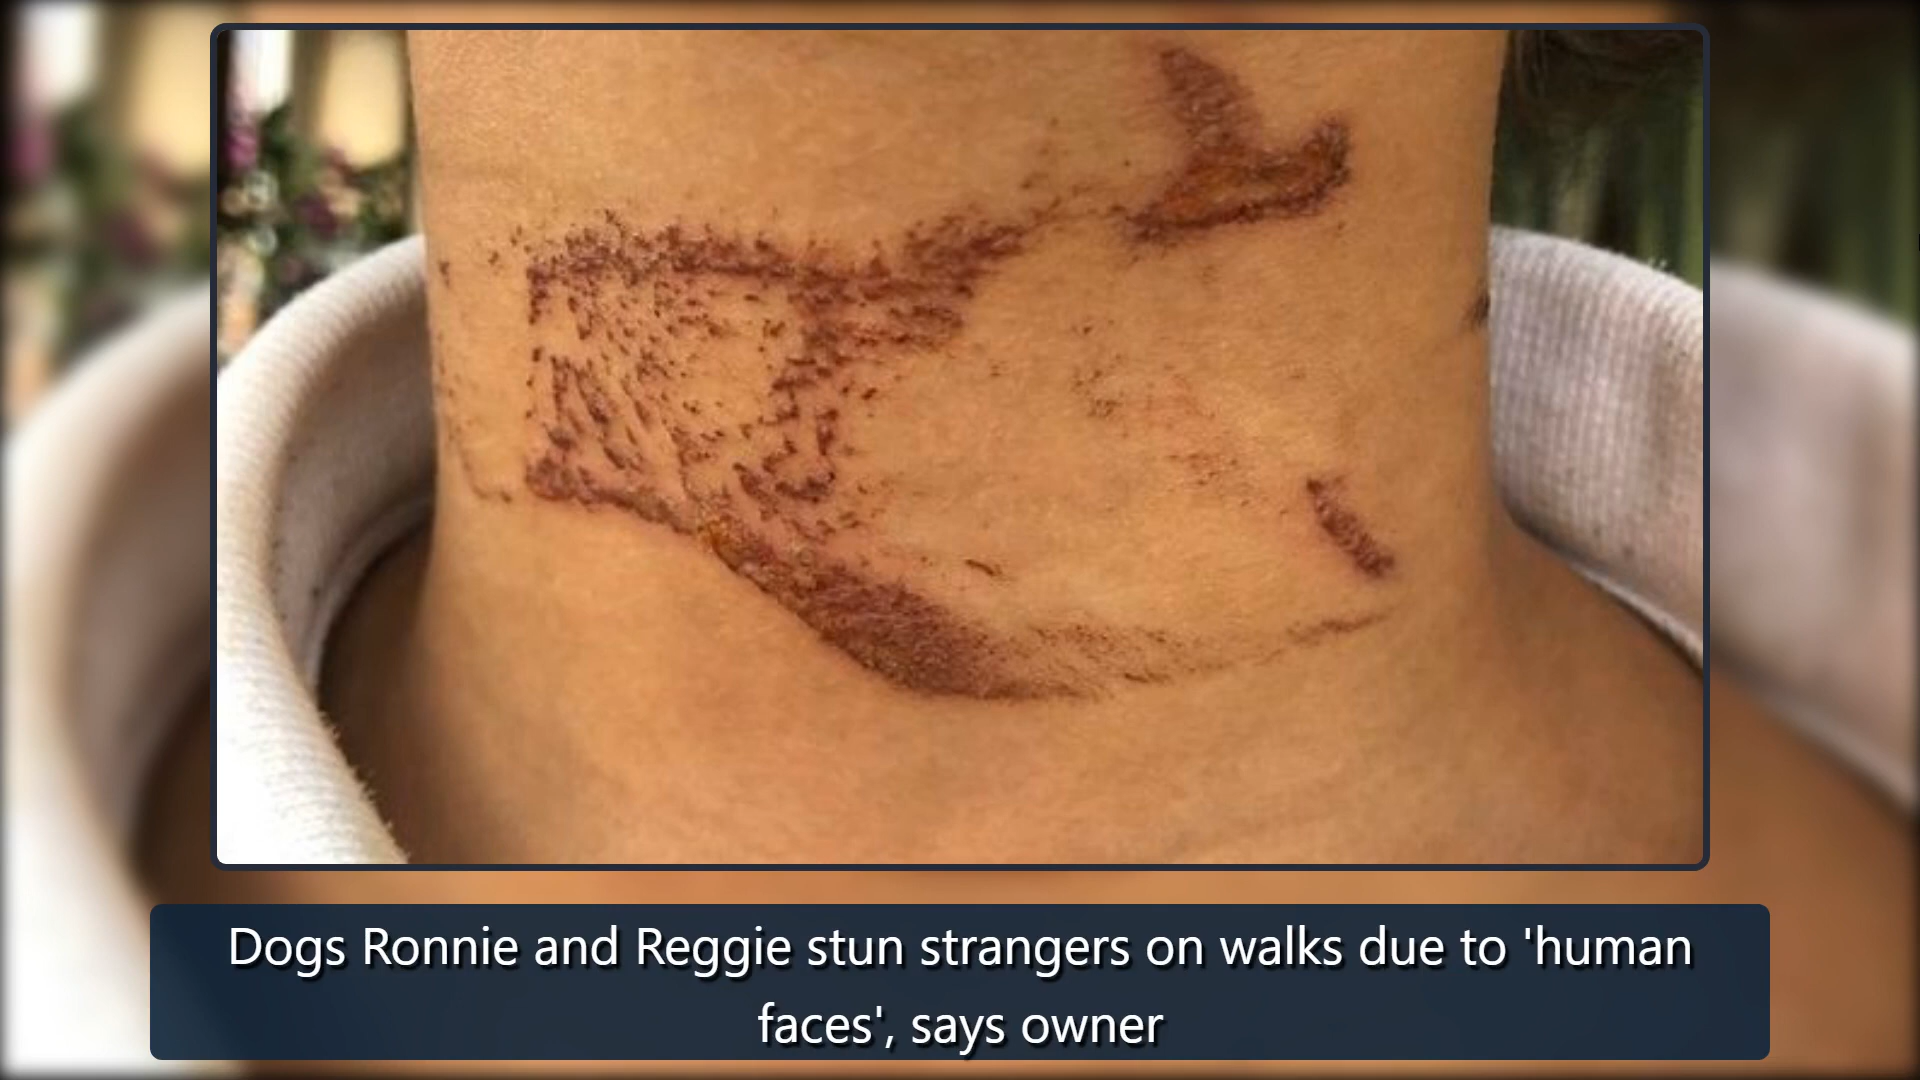 Dogs Ronnie and Reggie stun strangers on walks due to 'human
faces', says owner